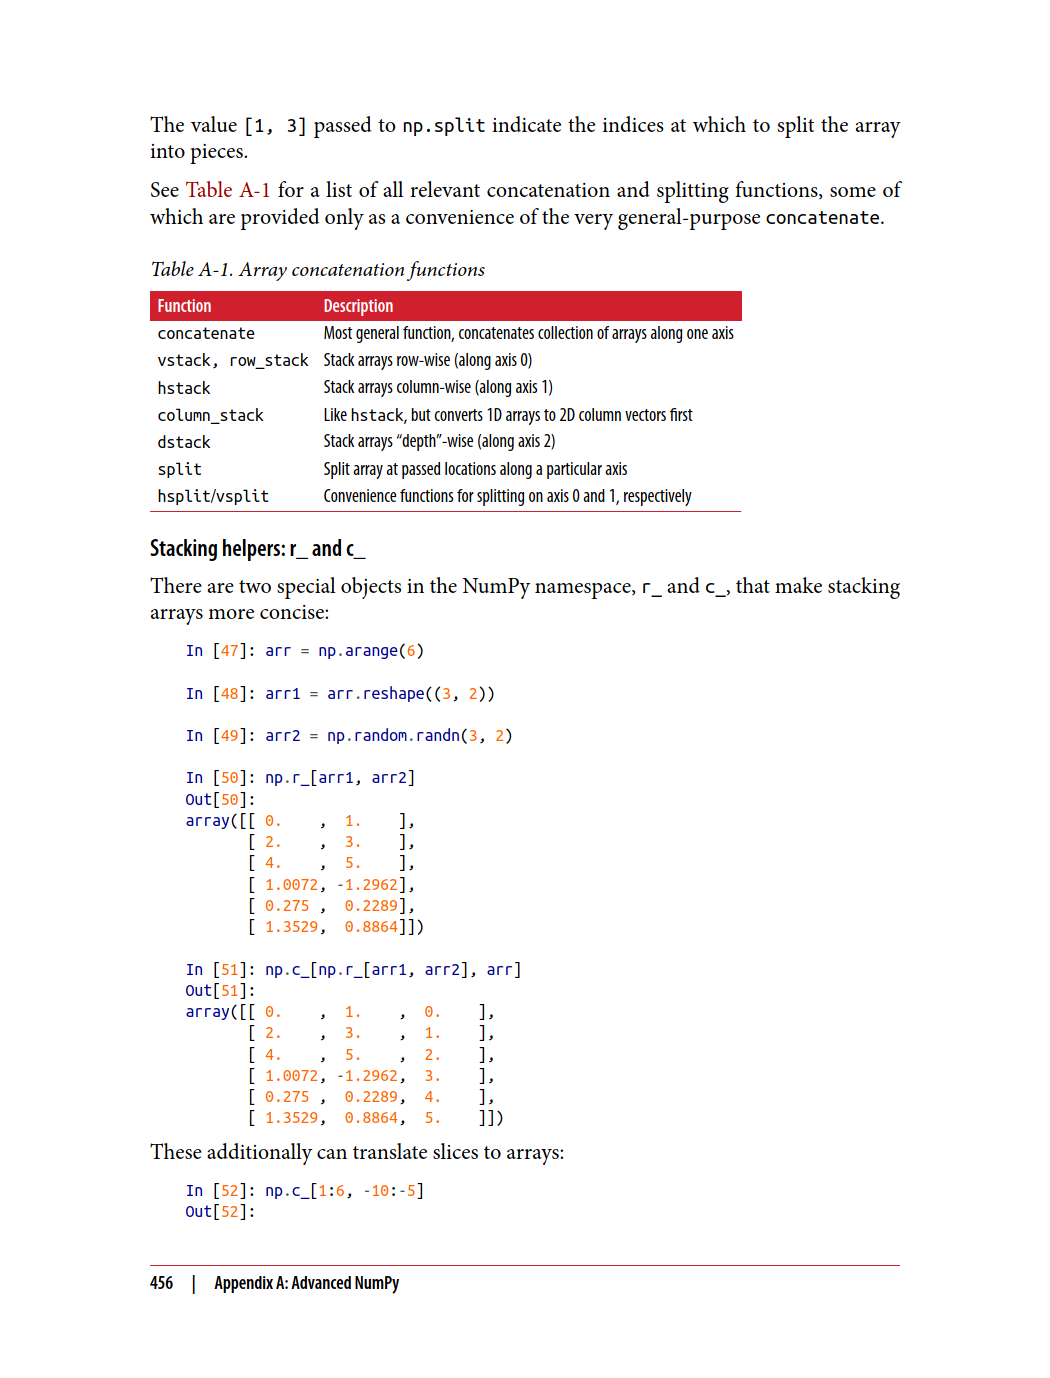 The value [1, 3] passed to np.split indicate the indices at which to split the array
into pieces.
See Table A-1 for a list of all relevant concatenation and splitting functions, some of
which are provided only as a convenience of the very general-purpose concatenate.
Table A-1. Array concatenation functions
Function Description
concatenate Most general function, concatenates collection of arrays along one axis
vstack, row_stack Stack arrays row-wise (along axis 0)
hstack Stack arrays column-wise (along axis 1)
column_stack Like hstack, but converts 1D arrays to 2D column vectors first
dstack Stack arrays “depth”-wise (along axis 2)
split Split array at passed locations along a particular axis
hsplit/vsplit Convenience functions for splitting on axis 0 and 1, respectively
Stacking helpers: r_ and c_
There are two special objects in the NumPy namespace, r_ and c_, that make stacking
arrays more concise:
In [47]: arr = np.arange(6)
In [48]: arr1 = arr.reshape((3, 2))
In [49]: arr2 = np.random.randn(3, 2)
In [50]: np.r_[arr1, arr2]
Out[50]:
array([[ 0.    ,  1.    ],
       [ 2.    ,  3.    ],
       [ 4.    ,  5.    ],
       [ 1.0072, -1.2962],
       [ 0.275 ,  0.2289],
       [ 1.3529,  0.8864]])
In [51]: np.c_[np.r_[arr1, arr2], arr]
Out[51]:
array([[ 0.    ,  1.    ,  0.    ],
       [ 2.    ,  3.    ,  1.    ],
       [ 4.    ,  5.    ,  2.    ],
       [ 1.0072, -1.2962,  3.    ],
       [ 0.275 ,  0.2289,  4.    ],
       [ 1.3529,  0.8864,  5.    ]])
These additionally can translate slices to arrays:
In [52]: np.c_[1:6, -10:-5]
Out[52]:
456 | Appendix A: Advanced NumPy